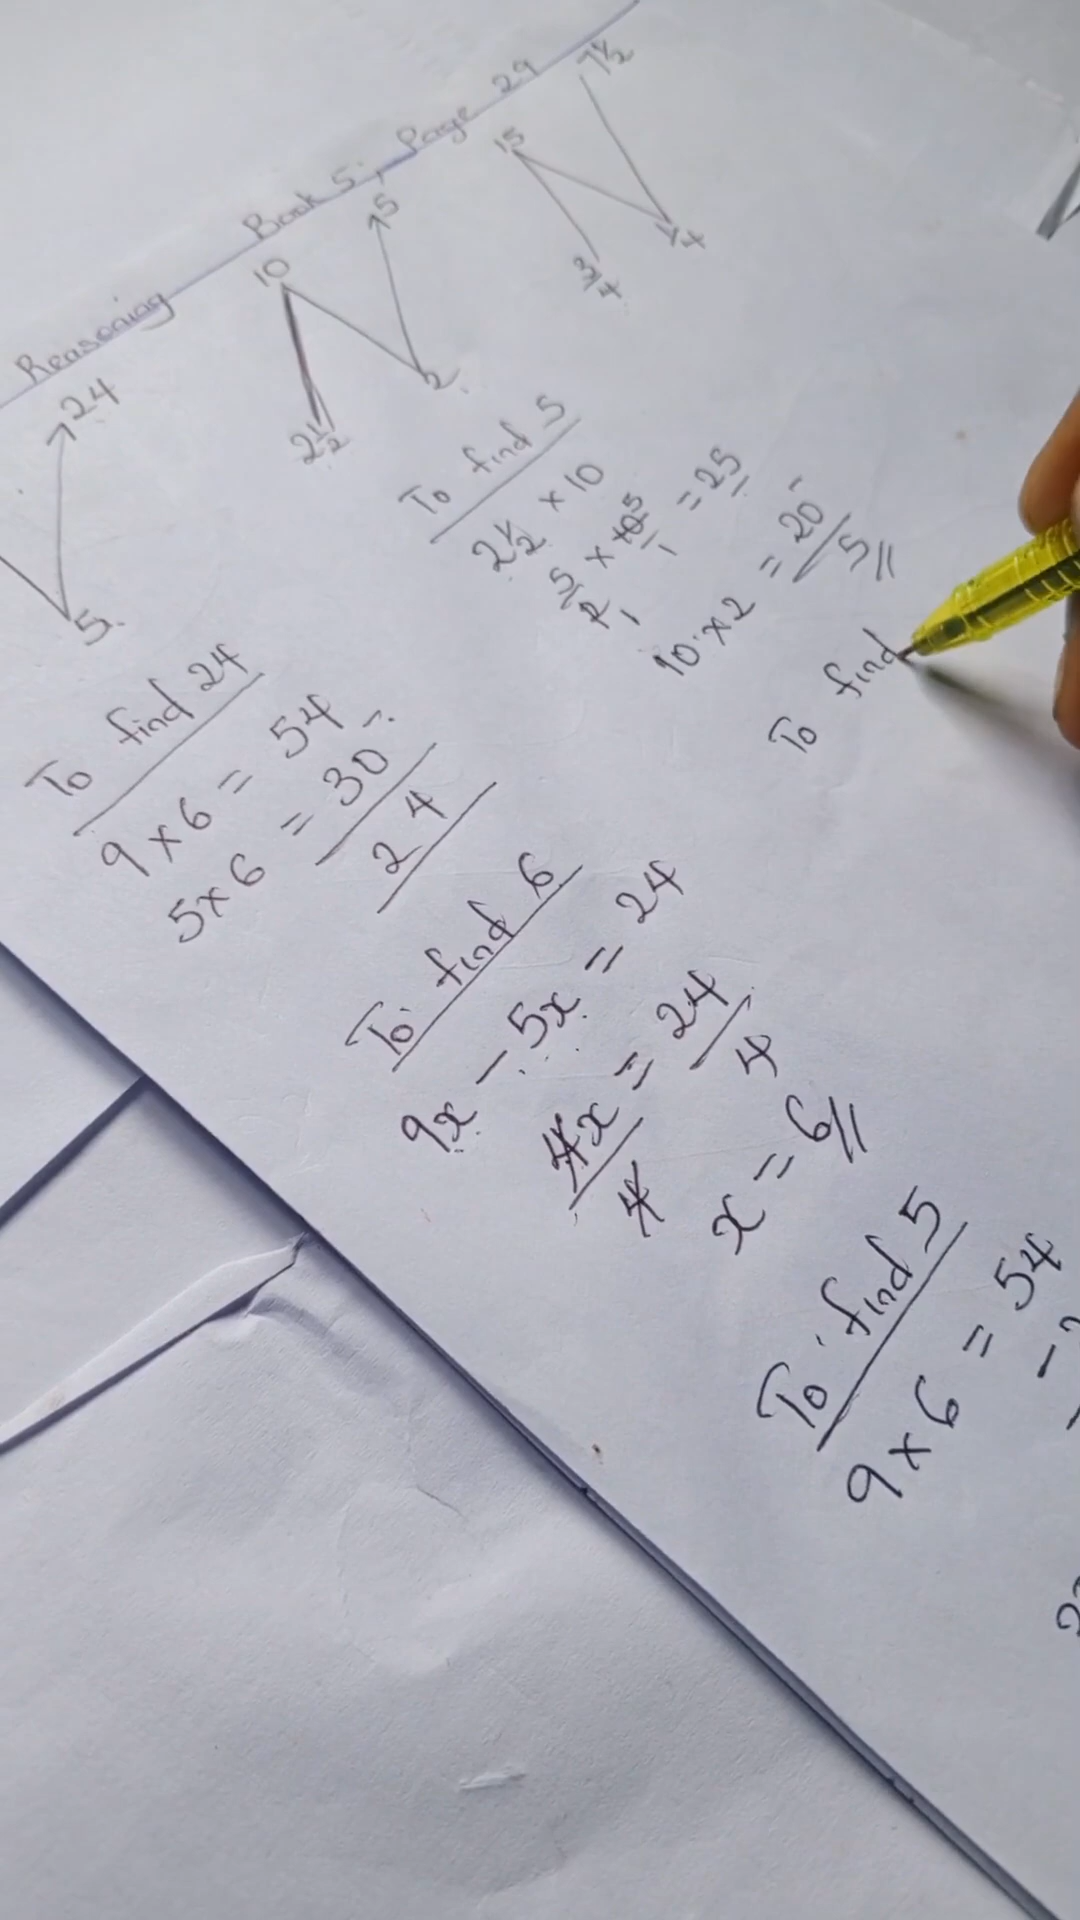 Reasoning Book 5; Page 29
24
5
10
5
2½
2
15
7½
¾
¼
To find 24
9 x 6 = 54
5 x 6 = 30 -
24
To find 6
9x - 5x = 24
4x = 24
4 4
x = 6
To find 5
9 x 6 = 54
To find 5
2½ x 10
5/2 x 10 5/1 = 25
10 x 2 = 20 -
5
To find